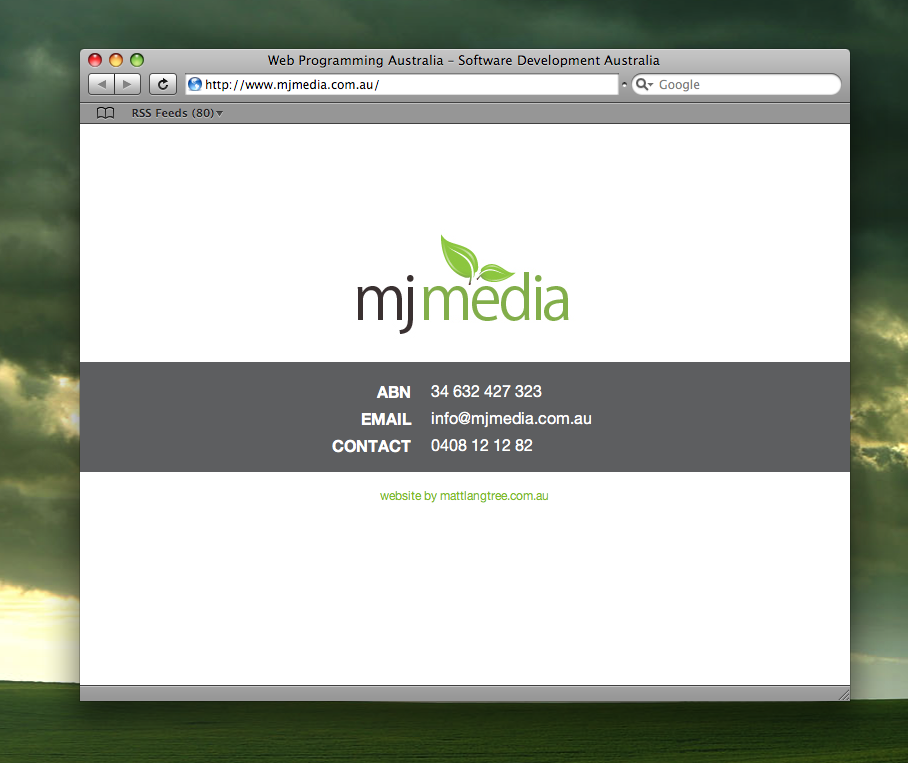 Web Programming Australia – Software Development Australia
http://www.mjmedia.com.au/
Google
RSS Feeds (80)
mjmedia
ABN 34 632 427 323
EMAIL info@mjmedia.com.au
CONTACT 0408 12 12 82
website by mattlangtree.com.au